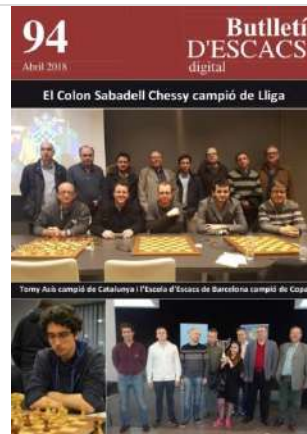 94
Abril 2018
Butlletí
D'ESCACS
digital
El Colon Sabadell Chessy campió de Lliga
Tomy Asís campió de Catalunya i l'Escola d'Escacs de Barcelona campió de Copa